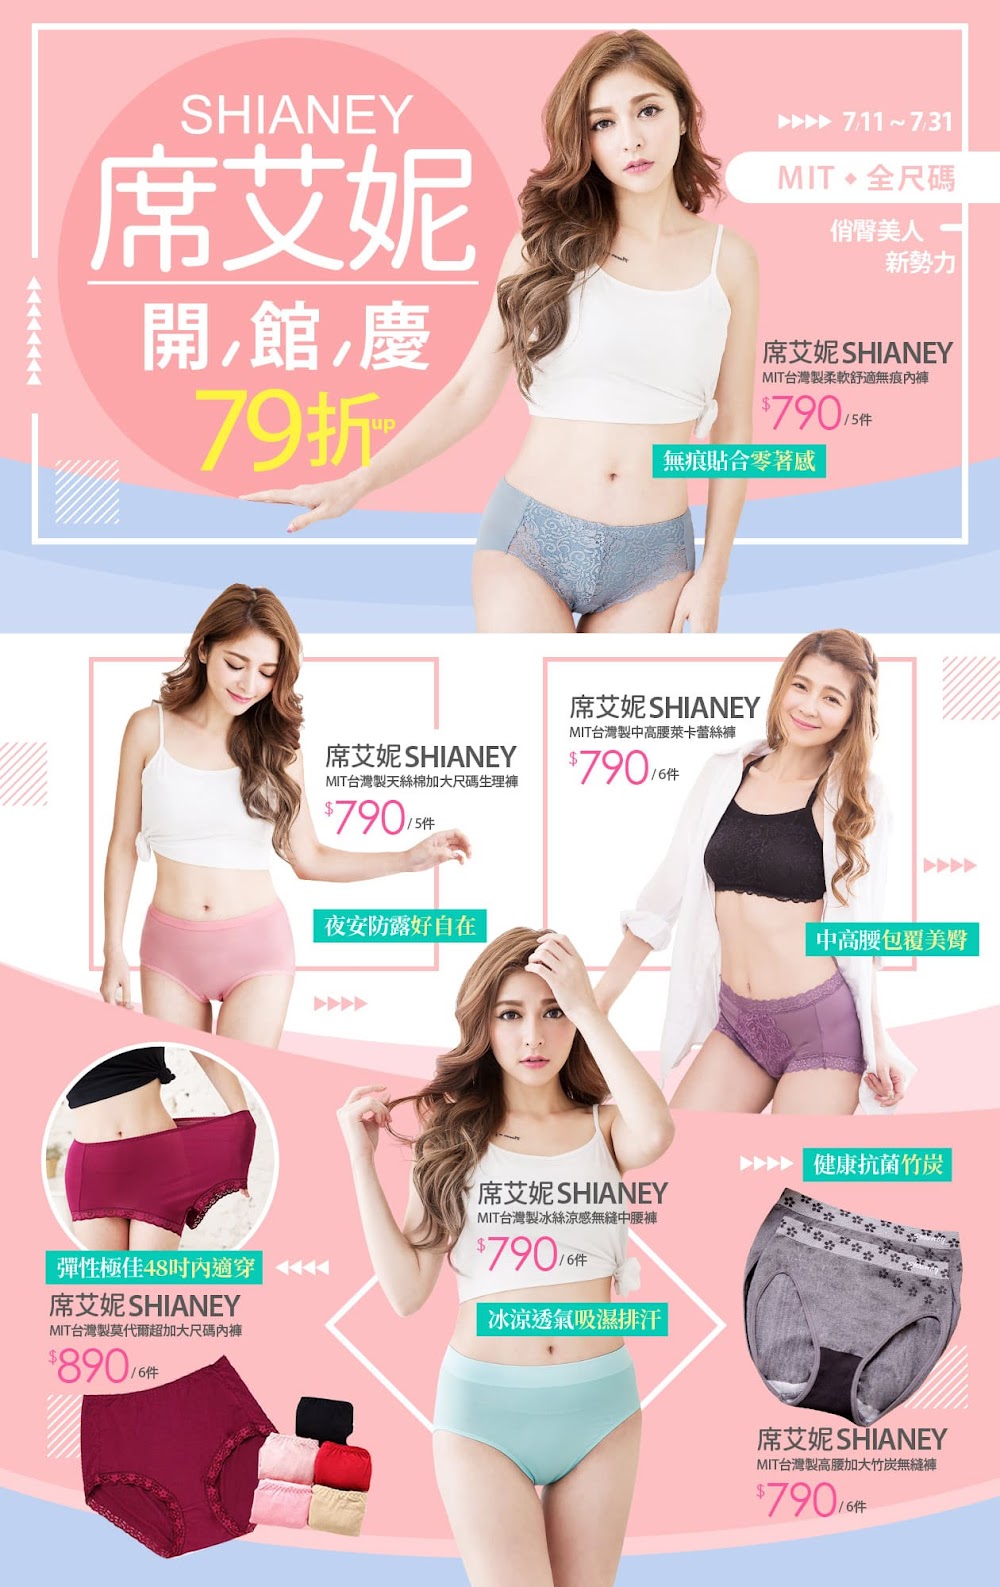 SHIANEY
席艾妮
開,館,慶
79折up
7/11~7/31
MIT◆全尺碼
俏臀美人
新勢力
席艾妮SHIANEY
MIT台灣製柔軟舒適無痕內褲
$790/5件
無痕貼合零著感
席艾妮SHIANEY
MIT台灣製天絲棉加大尺碼生理褲
$790/5件
夜安防露好自在
席艾妮SHIANEY
MIT台灣製中高腰萊卡蕾絲褲
$790/6件
中高腰包覆美臀
彈性極佳48吋內適穿
席艾妮SHIANEY
MIT台灣製莫代爾超加大尺碼內褲
$890/6件
席艾妮SHIANEY
MIT台灣製冰絲涼感無縫中腰褲
$790/6件
冰涼透氣吸濕排汗
健康抗菌竹炭
席艾妮SHIANEY
MIT台灣製高腰加大竹炭無縫褲
$790/6件